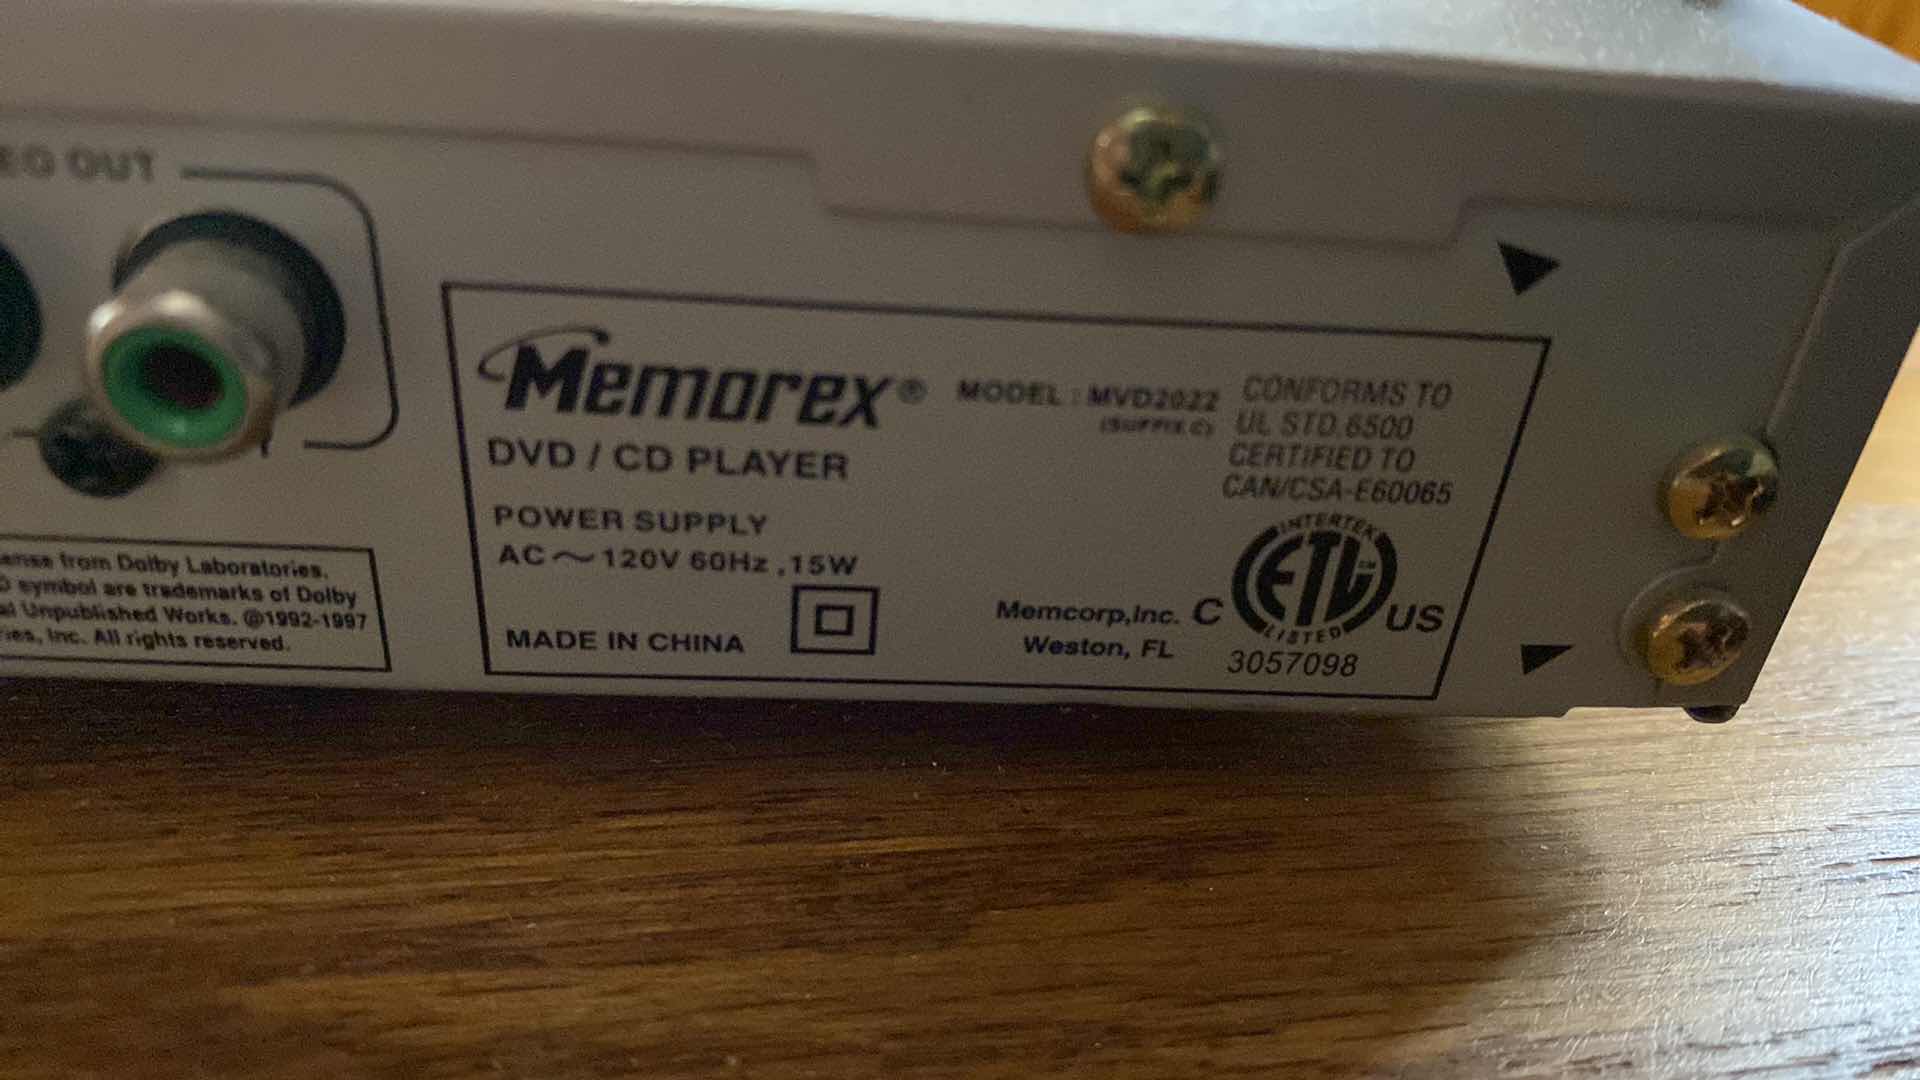 EO OUT
Memorex®
DVD / CD PLAYER
POWER SUPPLY
AC ~ 120V 60Hz , 15W
MADE IN CHINA
MODEL : MVD2022
(SUFFIX C)
CONFORMS TO
UL STD.6500
CERTIFIED TO
CAN/CSA-E60065
INTERTEK
C ETL US
LISTED
3057098
Memcorp,Inc.
Weston, FL
ense from Dolby Laboratories.
D symbol are trademarks of Dolby
al Unpublished Works. @1992-1997
ries, Inc. All rights reserved.
Y